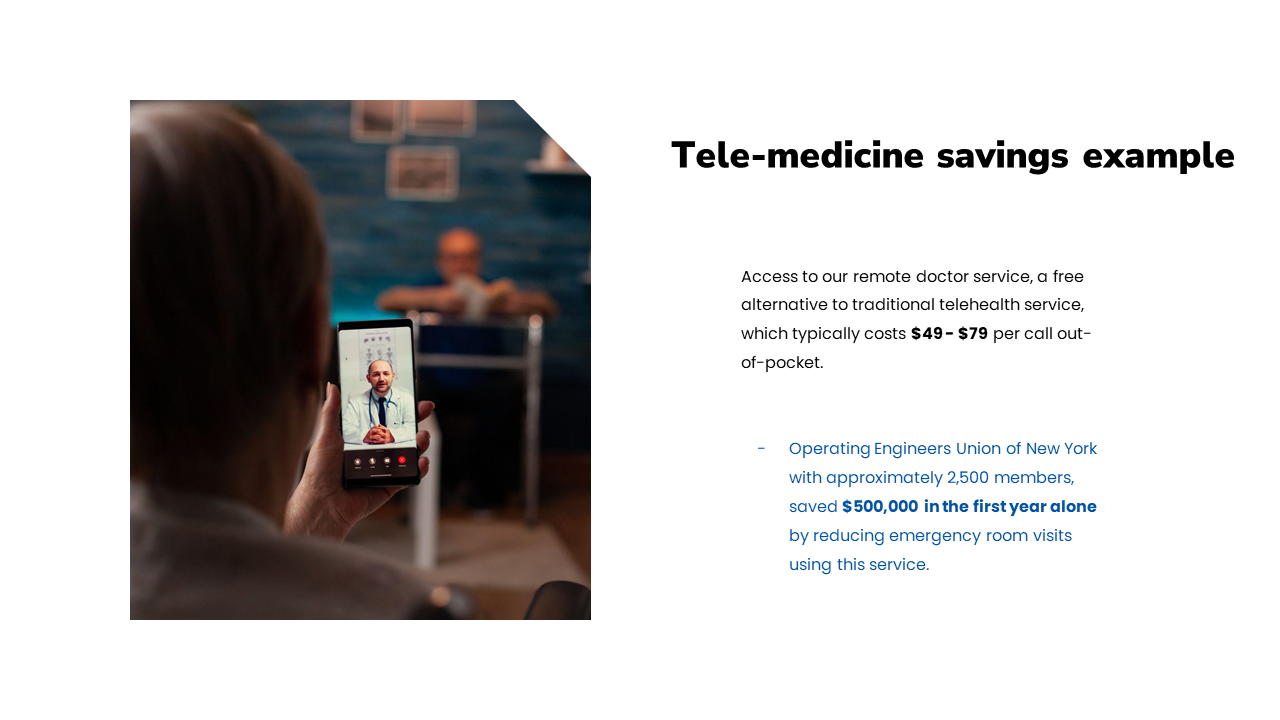 Tele-medicine savings example
Access to our remote doctor service, a free
alternative to traditional telehealth service,
which typically costs $49 - $79 per call out-
of-pocket.
- Operating Engineers Union of New York
with approximately 2,500 members,
saved $500,000 in the first year alone
by reducing emergency room visits
using this service.